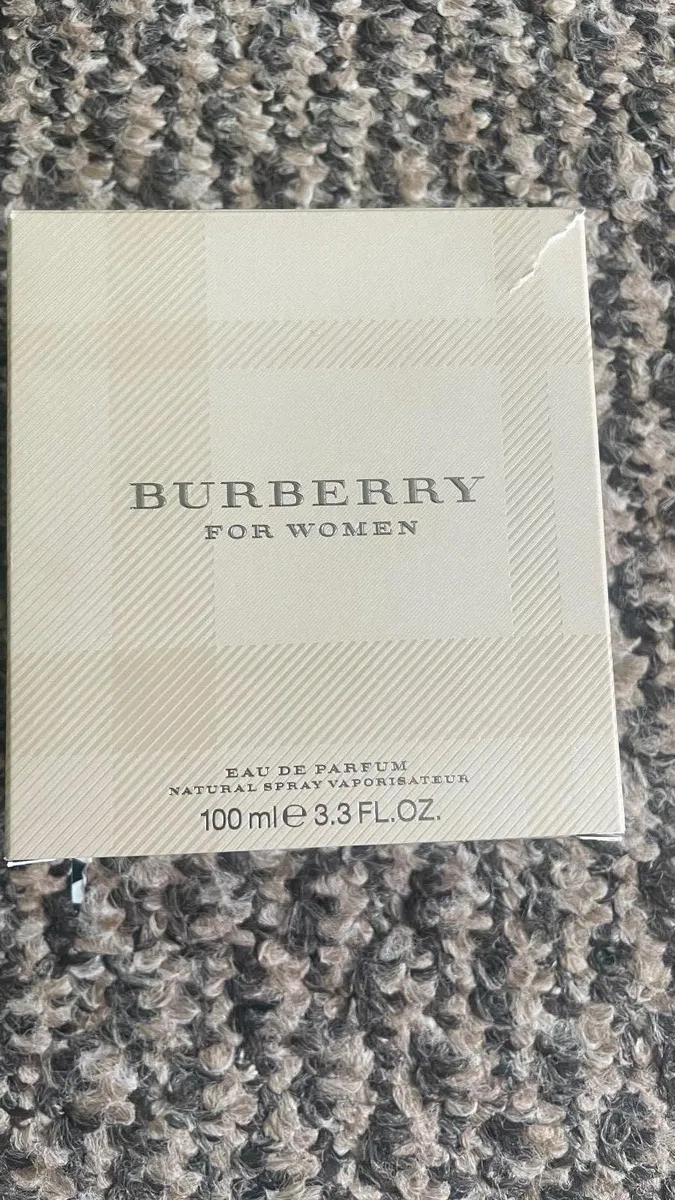 BURBERRY
FOR WOMEN
EAU DE PARFUM
NATURAL SPRAY VAPORISATEUR
100 ml ℮ 3.3 FL.OZ.